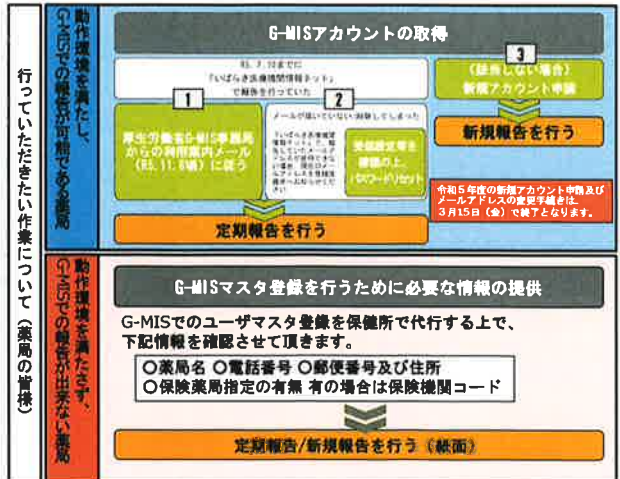 行っていただきたい作業について（薬局の皆様）
動作環境を満たし、
G-MISでの報告が可能である薬局
G-MISアカウントの取得
R5.7.10までに
「いばらき医療機関情報ネット」
で報告を行っていた
1
厚生労働省G-MIS事務局
からの利用案内メール
（R5.11.6頃）に従う
2
メールが届いていない/削除してしまった
受信設定等を
確認の上、
パスワードリセット
3
（該当しない場合）
新規アカウント申請
新規報告を行う
定期報告を行う
令和5年度の新規アカウント申請及び
メールアドレスの変更手続きは
3月15日（金）で終了となります。
動作環境を満たさず、
G-MISでの報告が出来ない薬局
G-MISマスタ登録を行うために必要な情報の提供
G-MISでのユーザマスタ登録を保健所で代行する上で、
下記情報を確認させて頂きます。
〇薬局名 〇電話番号 〇郵便番号及び住所
〇保険薬局指定の有無 有の場合は保険機関コード
定期報告/新規報告を行う（紙面）